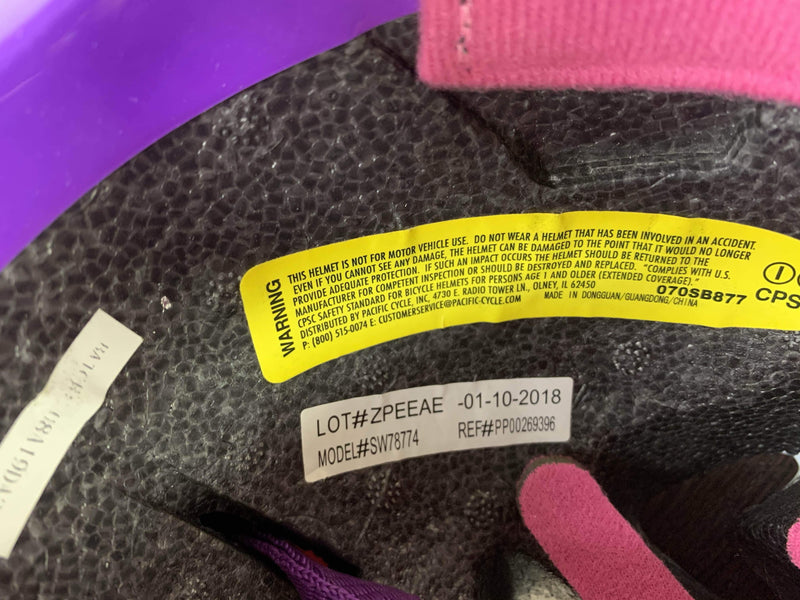 WARNING
THIS HELMET IS NOT FOR MOTOR VEHICLE USE. DO NOT WEAR A HELMET THAT HAS BEEN INVOLVED IN AN ACCIDENT.
EVEN IF YOU CANNOT SEE ANY DAMAGE, THE HELMET CAN BE DAMAGED TO THE POINT THAT IT WOULD NO LONGER
PROVIDE ADEQUATE PROTECTION. IF SUCH AN IMPACT OCCURS THE HELMET SHOULD BE RETURNED TO THE
MANUFACTURER FOR COMPETENT INSPECTION OR SHOULD BE DESTROYED AND REPLACED. "COMPLIES WITH U.S.
CPSC SAFETY STANDARD FOR BICYCLE HELMETS FOR PERSONS AGE 1 AND OLDER (EXTENDED COVERAGE)."
DISTRIBUTED BY PACIFIC CYCLE, INC, 4730 E. RADIO TOWER LN., OLNEY, IL 62450
P: (800) 515-0074 E: CUSTOMERSERVICE@PACIFIC-CYCLE.COM
MADE IN DONGGUAN/GUANGDONG/CHINA
070SB877
CPS
LOT#ZPEEAE -01-10-2018
MODEL#SW78774 REF#PP00269396